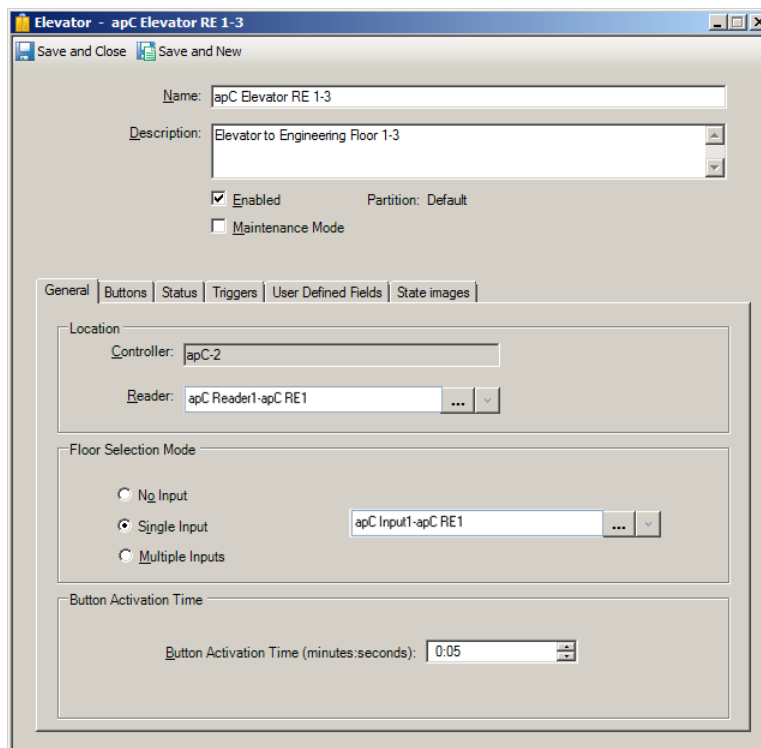 Elevator - apC Elevator RE 1-3
Save and Close Save and New
Name: apC Elevator RE 1-3
Description: Elevator to Engineering Floor 1-3
Enabled Partition: Default
Maintenance Mode
General Buttons Status Triggers User Defined Fields State images
Location
Controller: apC-2
Reader: apC Reader1-apC RE1 ...
Floor Selection Mode
No Input
Single Input apC Input1-apC RE1 ...
Multiple Inputs
Button Activation Time
Button Activation Time (minutes:seconds): 0:05